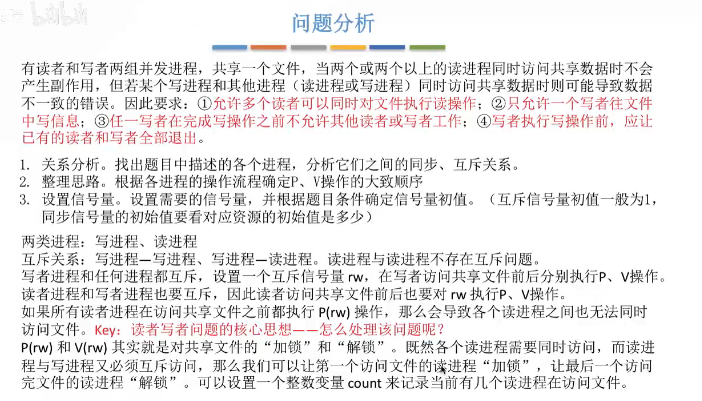 bilibili
问题分析
有读者和写者两组并发进程，共享一个文件，当两个或两个以上的读进程同时访问共享数据时不会
产生副作用，但若某个写进程和其他进程（读进程或写进程）同时访问共享数据时则可能导致数据
不一致的错误。因此要求：①允许多个读者可以同时对文件执行读操作；②只允许一个写者往文件
中写信息；③任一写者在完成写操作之前不允许其他读者或写者工作；④写者执行写操作前，应让
已有的读者和写者全部退出。
1. 关系分析。找出题目中描述的各个进程，分析它们之间的同步、互斥关系。
2. 整理思路。根据各进程的操作流程确定P、V操作的大致顺序
3. 设置信号量。设置需要的信号量，并根据题目条件确定信号量初值。（互斥信号量初值一般为1，
同步信号量的初始值要看对应资源的初始值是多少）
两类进程：写进程、读进程
互斥关系：写进程—写进程、写进程—读进程。读进程与读进程不存在互斥问题。
写者进程和任何进程都互斥，设置一个互斥信号量 rw，在写者访问共享文件前后分别执行P、V操作。
读者进程和写者进程也要互斥，因此读者访问共享文件前后也要对 rw 执行P、V操作。
如果所有读者进程在访问共享文件之前都执行 P(rw) 操作，那么会导致各个读进程之间也无法同时
访问文件。Key：读者写者问题的核心思想——怎么处理该问题呢？
P(rw) 和 V(rw) 其实就是对共享文件的“加锁”和“解锁”。既然各个读进程需要同时访问，而读进
程与写进程又必须互斥访问，那么我们可以让第一个访问文件的读进程“加锁”，让最后一个访问
完文件的读进程“解锁”。可以设置一个整数变量 count 来记录当前有几个读进程在访问文件。